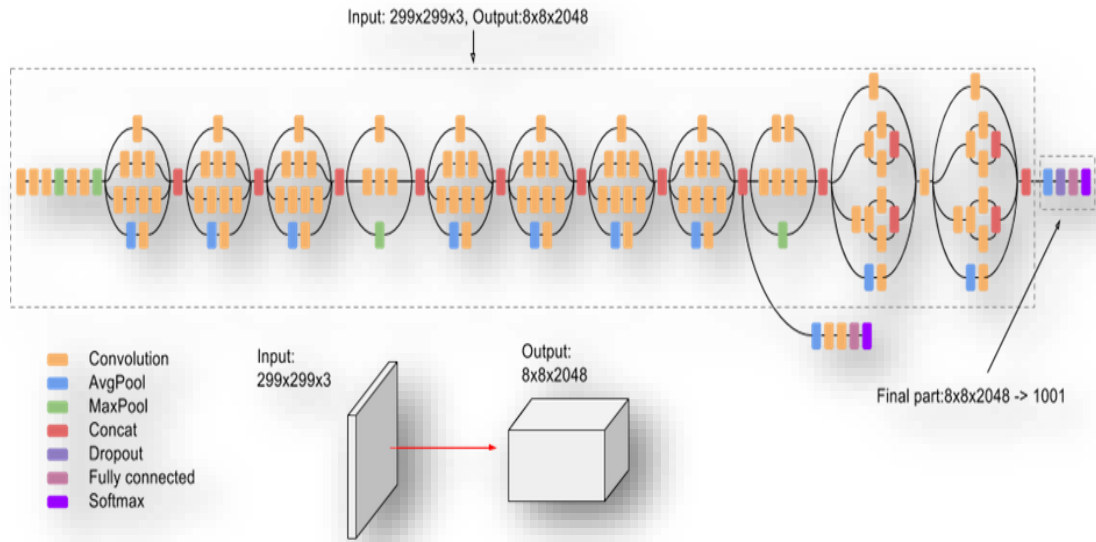 Input: 299x299x3, Output:8x8x2048
Convolution
AvgPool
MaxPool
Concat
Dropout
Fully connected
Softmax
Input:
299x299x3
Output:
8x8x2048
Final part:8x8x2048 -> 1001